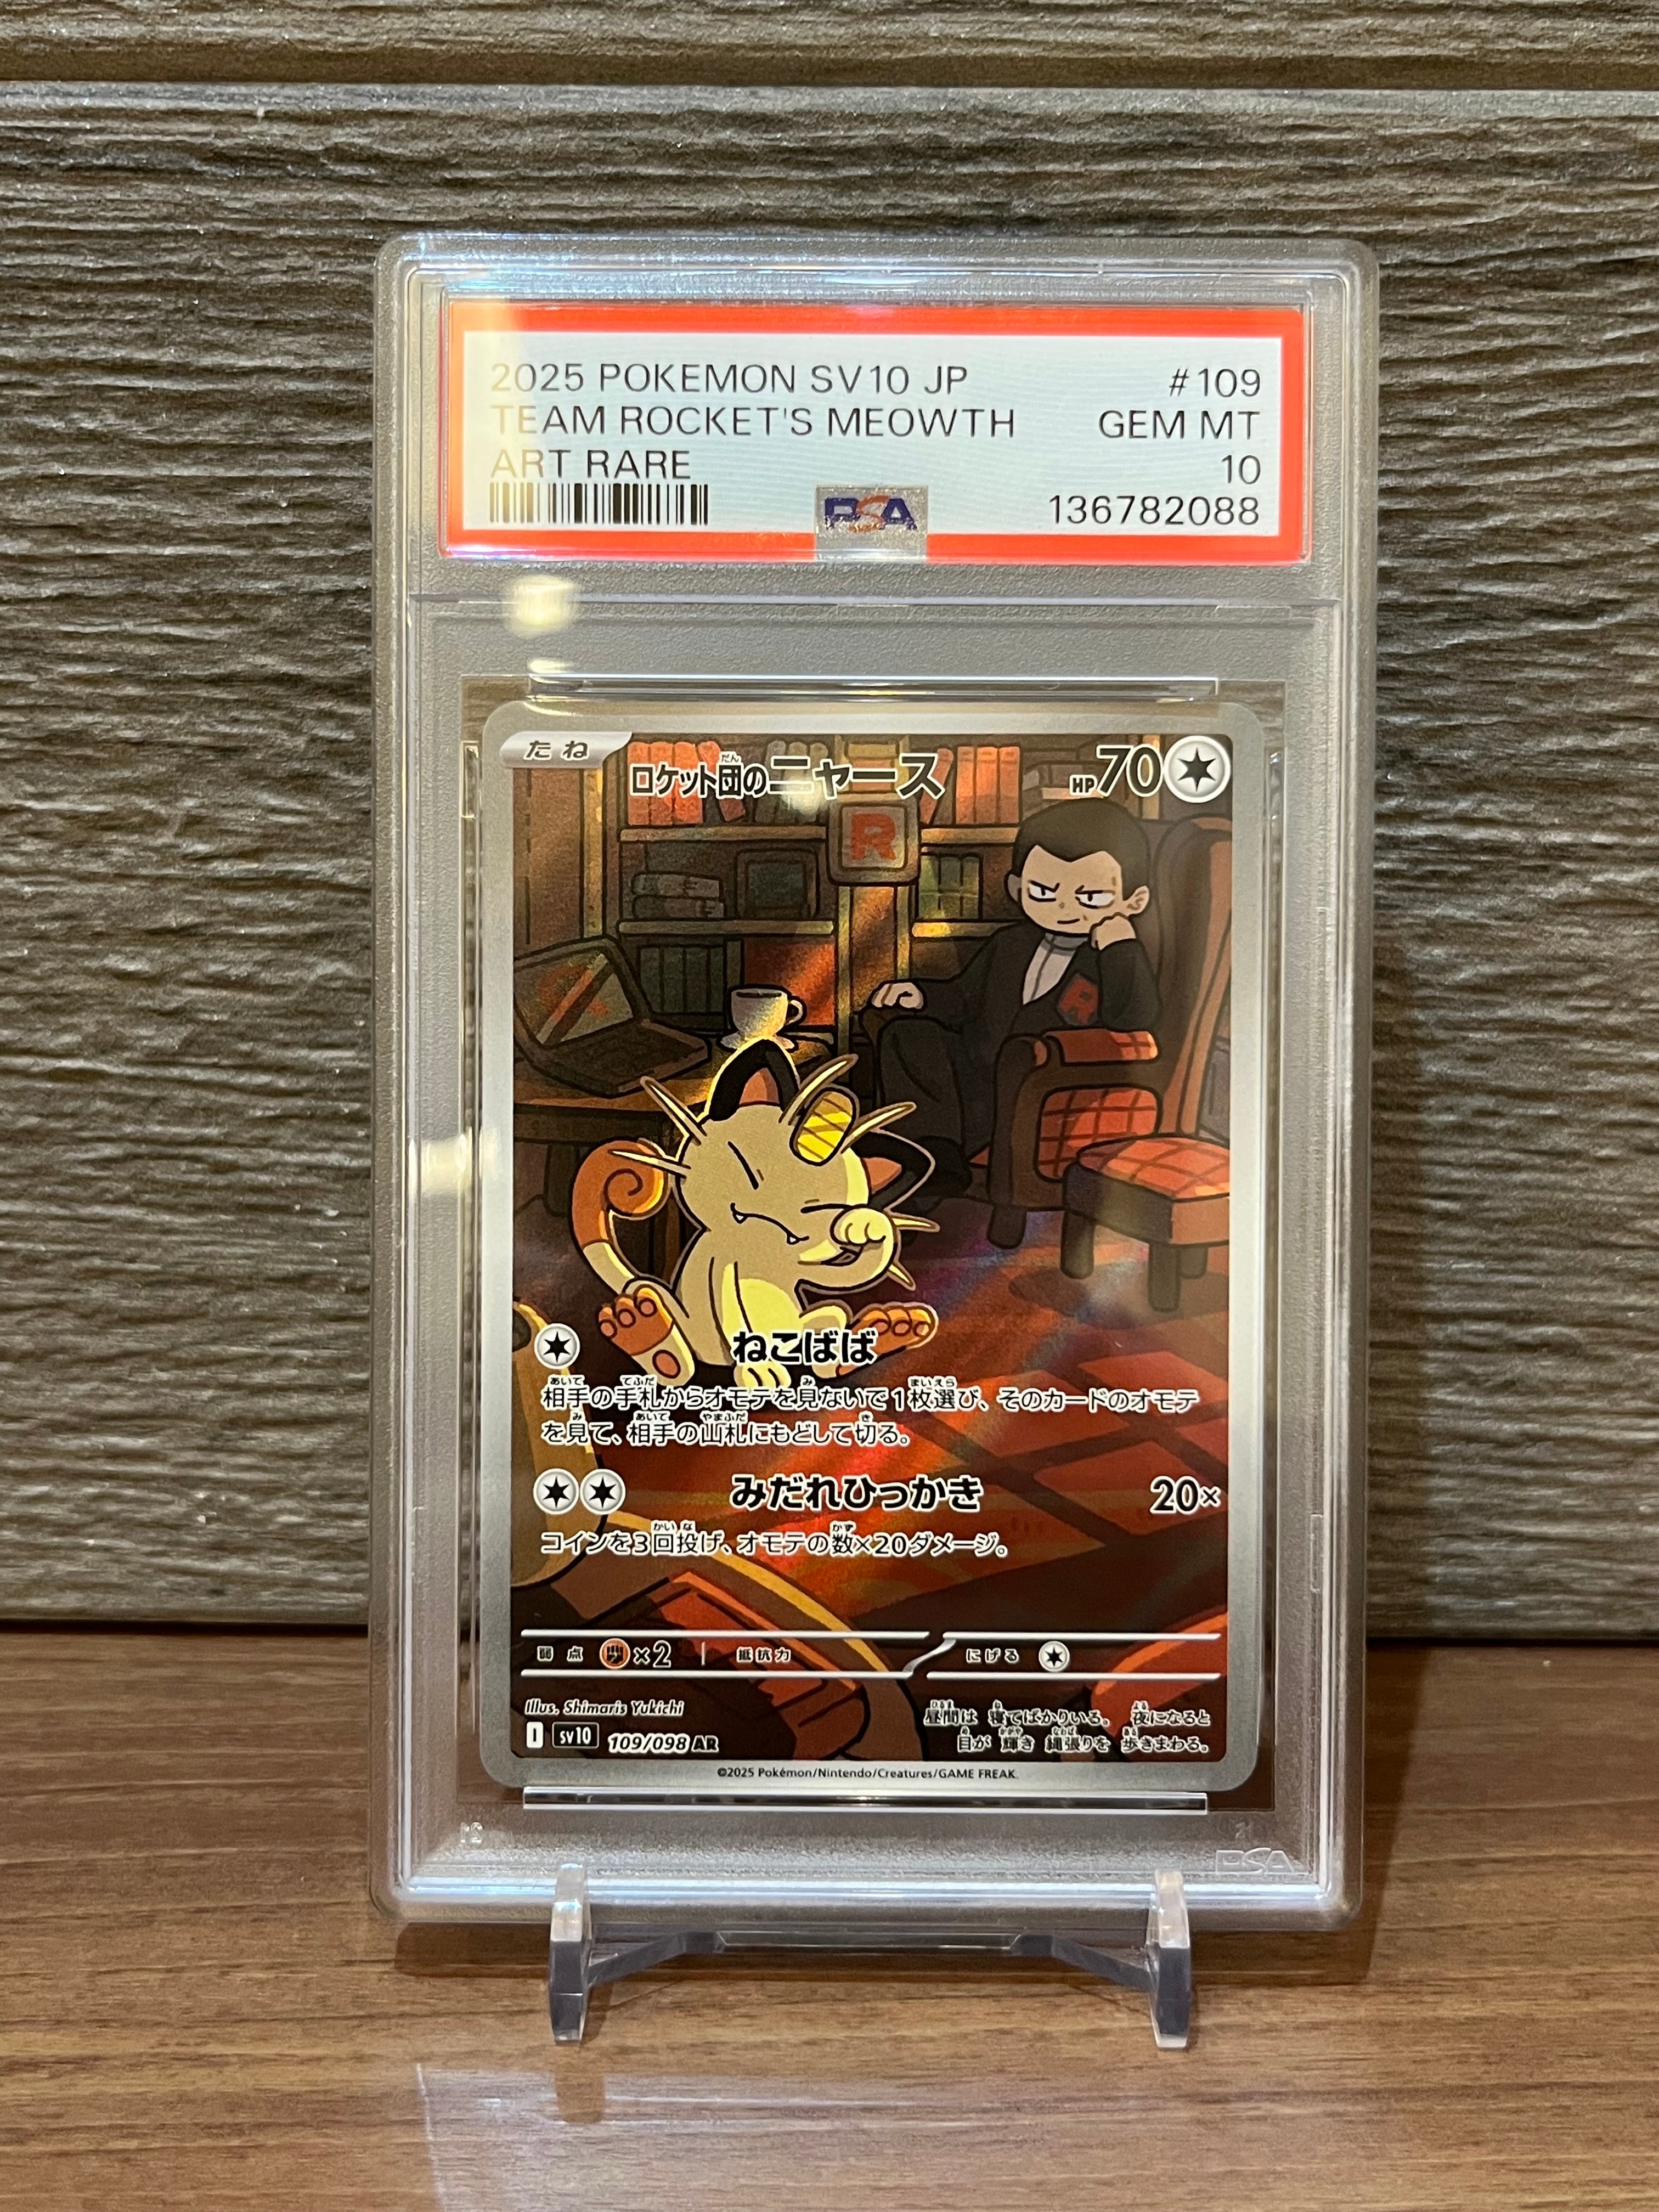 2025 POKEMON SV10 JP #109
TEAM ROCKET'S MEOWTH GEM MT
ART RARE 10
PSA 136782088
たね ロケット団のニャース HP70
だん
R
R
ねこばば
相手の手札からオモテを見ないで1枚選び、そのカードのオモテ
を見て、相手の山札にもどして切る。
みだれひっかき 20×
コインを3回投げ、オモテの数×20ダメージ。
弱点 ×2 抵抗力 にげる
Illus. Shimaris Yukichi
昼間は 寝てばかりいる。 夜になると
目が 輝き 縄張りを 歩きまわる。
I sv10 109/098 AR
©2025 Pokémon/Nintendo/Creatures/GAME FREAK.
PSA